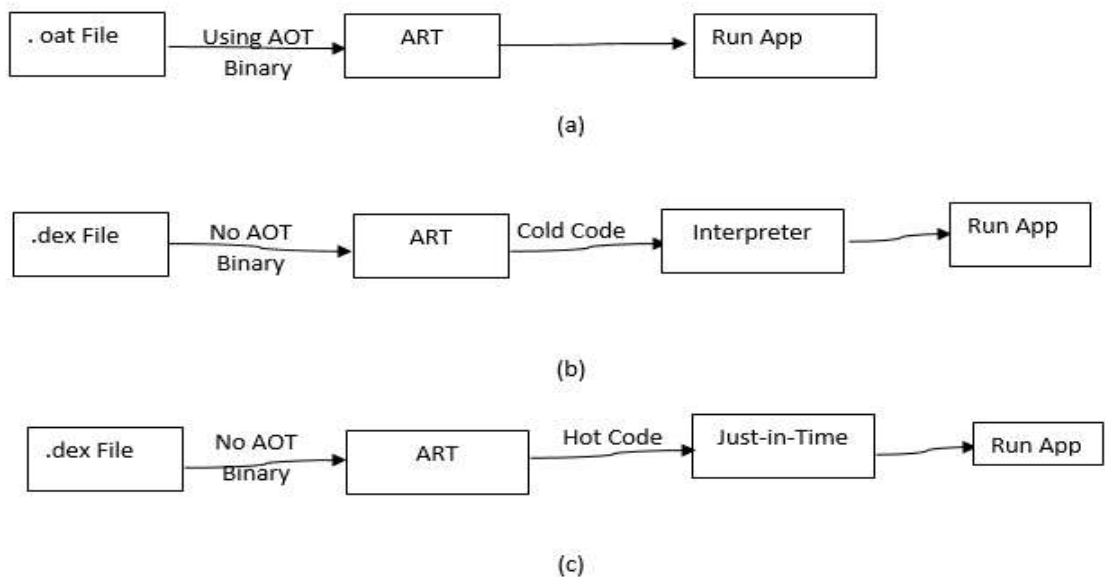 . oat File
Using AOT
Binary
ART
Run App
(a)
.dex File
No AOT
Binary
ART
Cold Code
Interpreter
Run App
(b)
.dex File
No AOT
Binary
ART
Hot Code
Just-in-Time
Run App
(c)